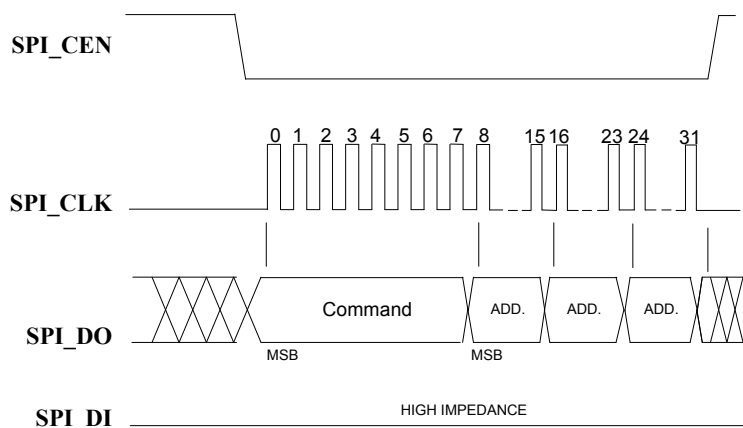 SPI_CEN
0 1 2 3 4 5 6 7 8 15 16 23 24 31
SPI_CLK
Command ADD. ADD. ADD.
SPI_DO
MSB MSB
HIGH IMPEDANCE
SPI_DI